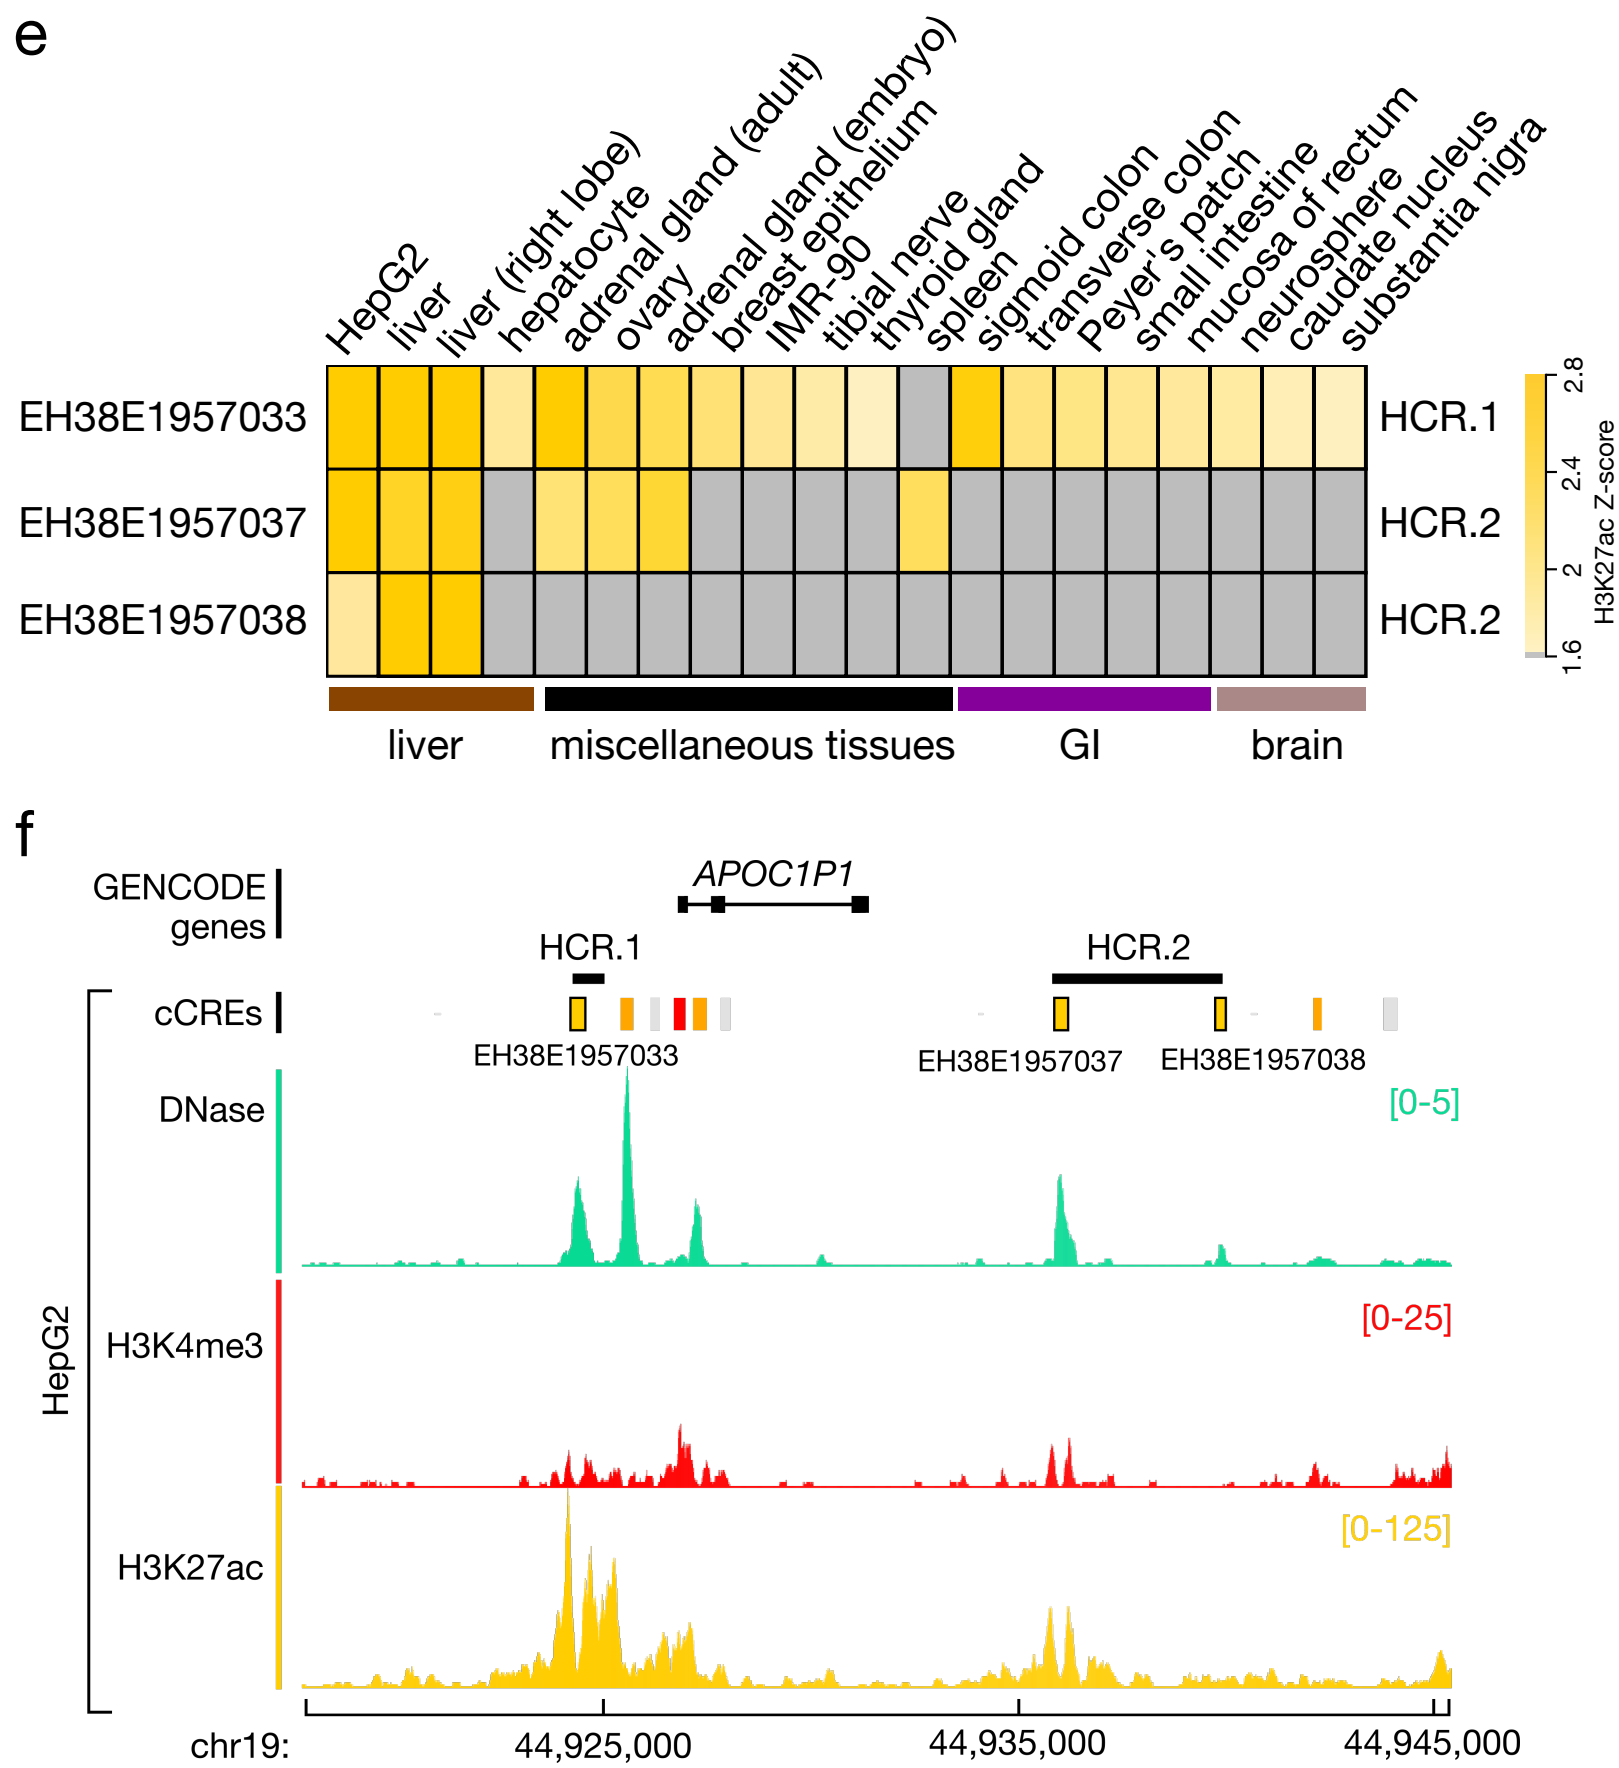 e
HepG2
liver
liver (right lobe)
hepatocyte
adrenal gland (adult)
ovary
adrenal gland (embryo)
breast epithelium
IMR-90
tibial nerve
thyroid gland
spleen
sigmoid colon
transverse colon
Peyer's patch
small intestine
mucosa of rectum
neurosphere
caudate nucleus
substantia nigra
EH38E1957033
HCR.1
EH38E1957037
HCR.2
EH38E1957038
HCR.2
2.8
2.4
2
1.6
H3K27ac Z-score
liver
miscellaneous tissues
GI
brain
f
GENCODE
genes
APOC1P1
HCR.1
HCR.2
cCREs
EH38E1957033
EH38E1957037
EH38E1957038
DNase
[0-5]
HepG2
H3K4me3
[0-25]
H3K27ac
[0-125]
chr19:
44,925,000
44,935,000
44,945,000